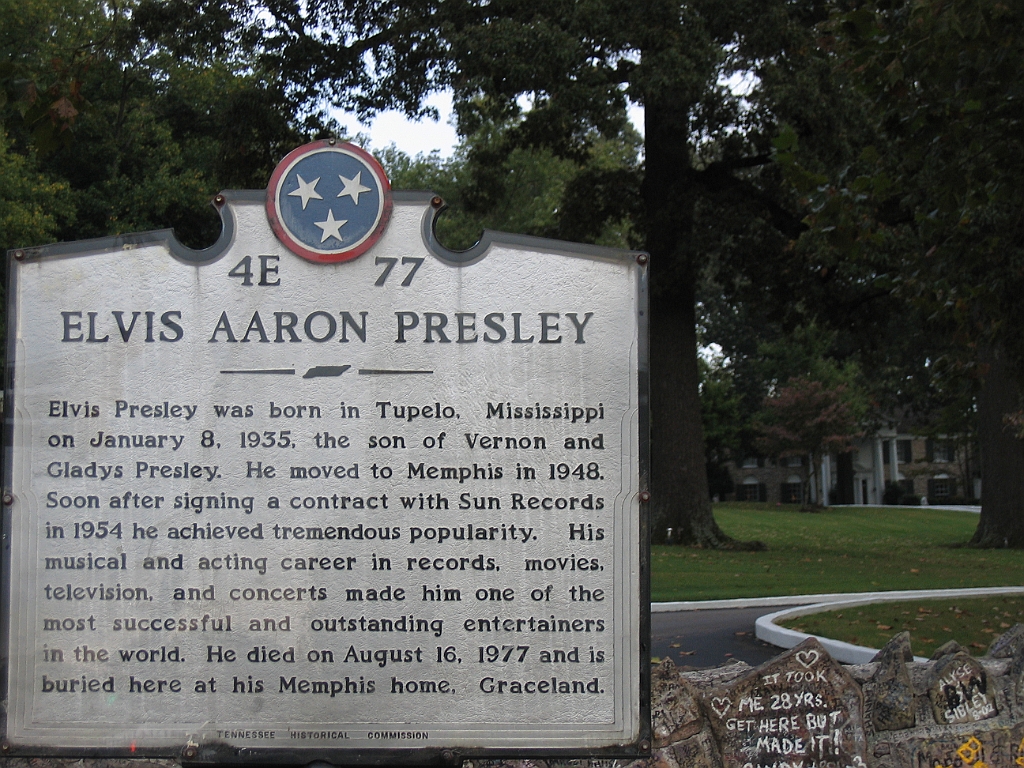 4E 77
ELVIS AARON PRESLEY
Elvis Presley was born in Tupelo, Mississippi
on January 8, 1935, the son of Vernon and
Gladys Presley. He moved to Memphis in 1948.
Soon after signing a contract with Sun Records
in 1954 he achieved tremendous popularity. His
musical and acting career in records, movies,
television, and concerts made him one of the
most successful and outstanding entertainers
in the world. He died on August 16, 1977 and is
buried here at his Memphis home, Graceland.
TENNESSEE HISTORICAL COMMISSION
IT TOOK
ME 28 YRS.
GET HERE BUT
MADE IT!
ALYSE
SIBLEY